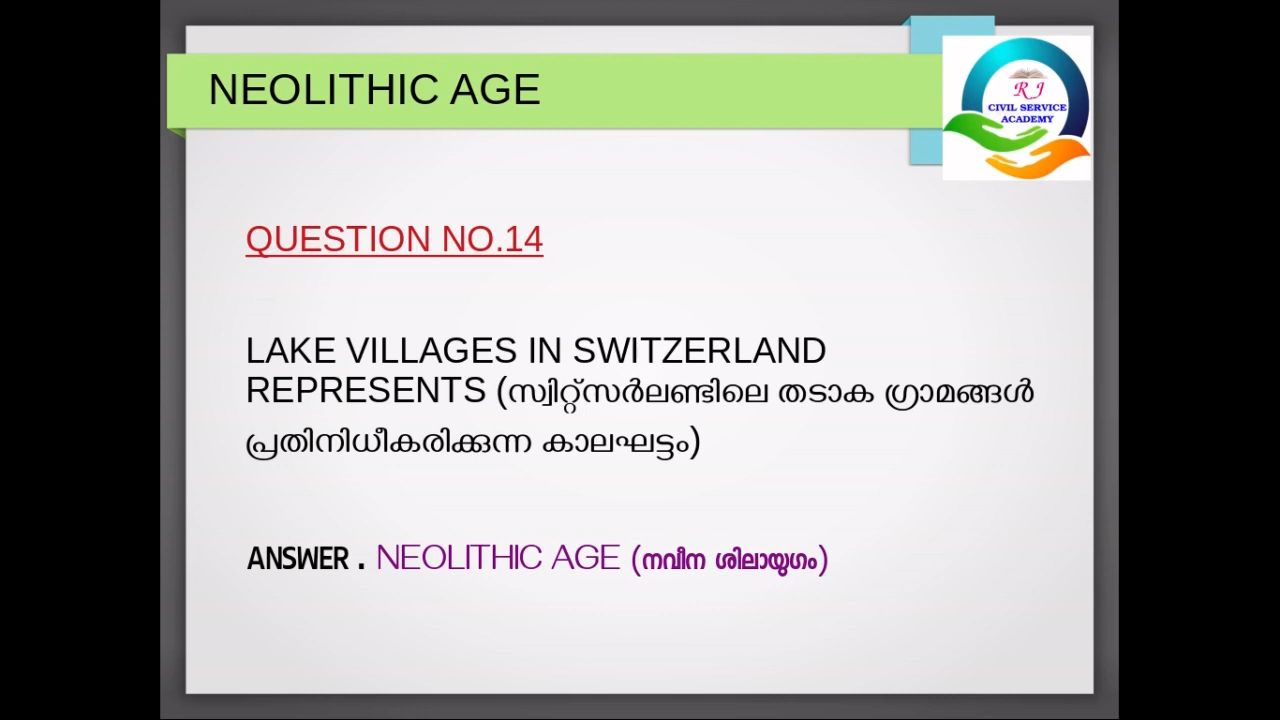 NEOLITHIC AGE
RJ
CIVIL SERVICE
ACADEMY
QUESTION NO.14
LAKE VILLAGES IN SWITZERLAND
REPRESENTS (സ്വിറ്റ്സർലണ്ടിലെ തടാക ഗ്രാമങ്ങൾ
പ്രതിനിധീകരിക്കുന്ന കാലഘട്ടം)
ANSWER . NEOLITHIC AGE (നവീന ശിലായുഗം)